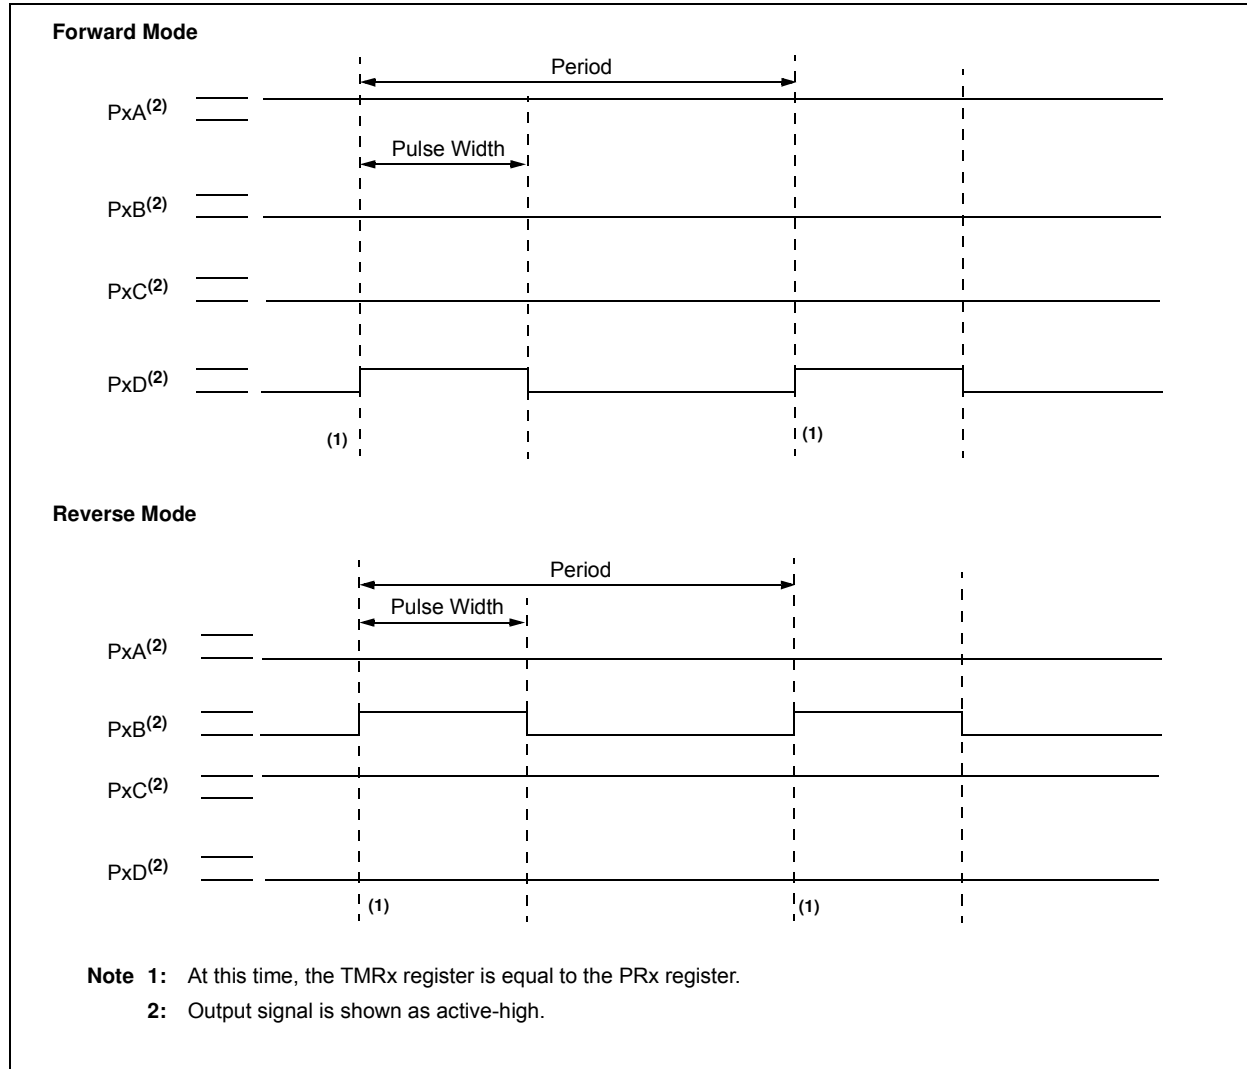 Forward Mode
Period
PxA(2)
Pulse Width
PxB(2)
PxC(2)
PxD(2)
(1)
(1)
Reverse Mode
Period
Pulse Width
PxA(2)
PxB(2)
PxC(2)
PxD(2)
(1)
(1)
Note 1: At this time, the TMRx register is equal to the PRx register.
2: Output signal is shown as active-high.